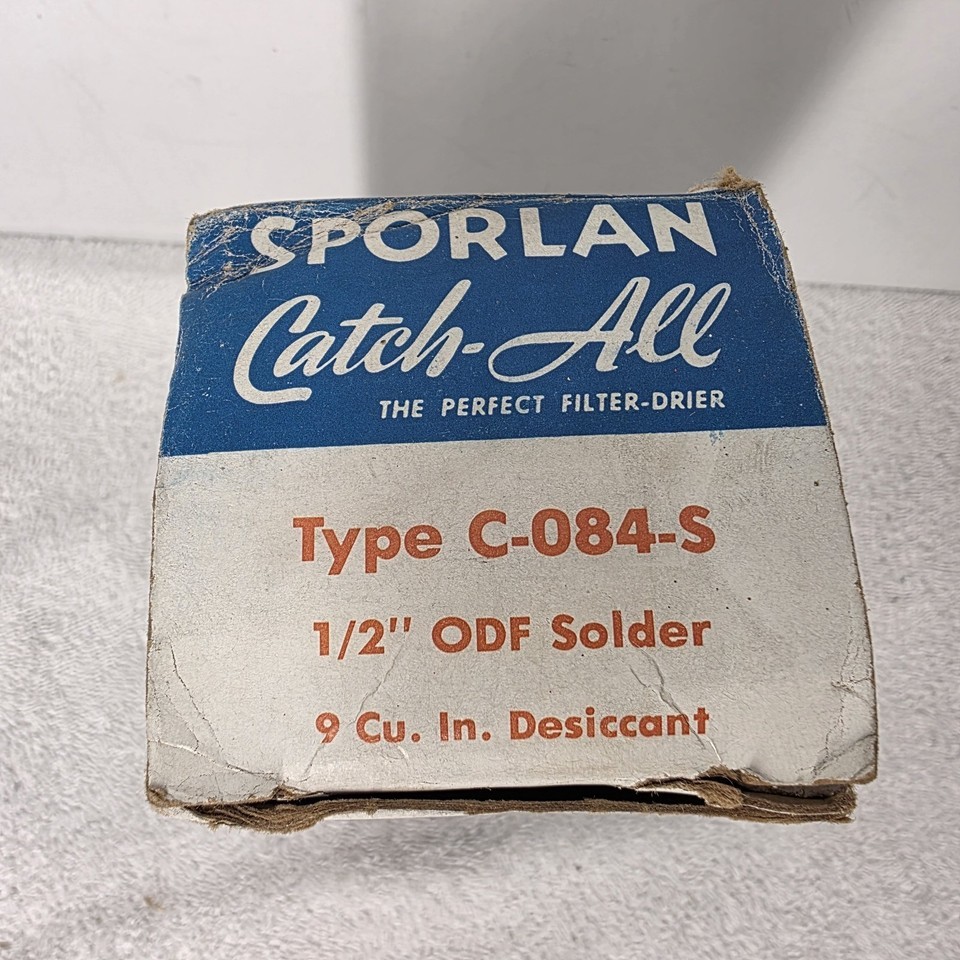 SPORLAN
Catch-All
THE PERFECT FILTER-DRIER
Type C-084-S
1/2" ODF Solder
9 Cu. In. Desiccant